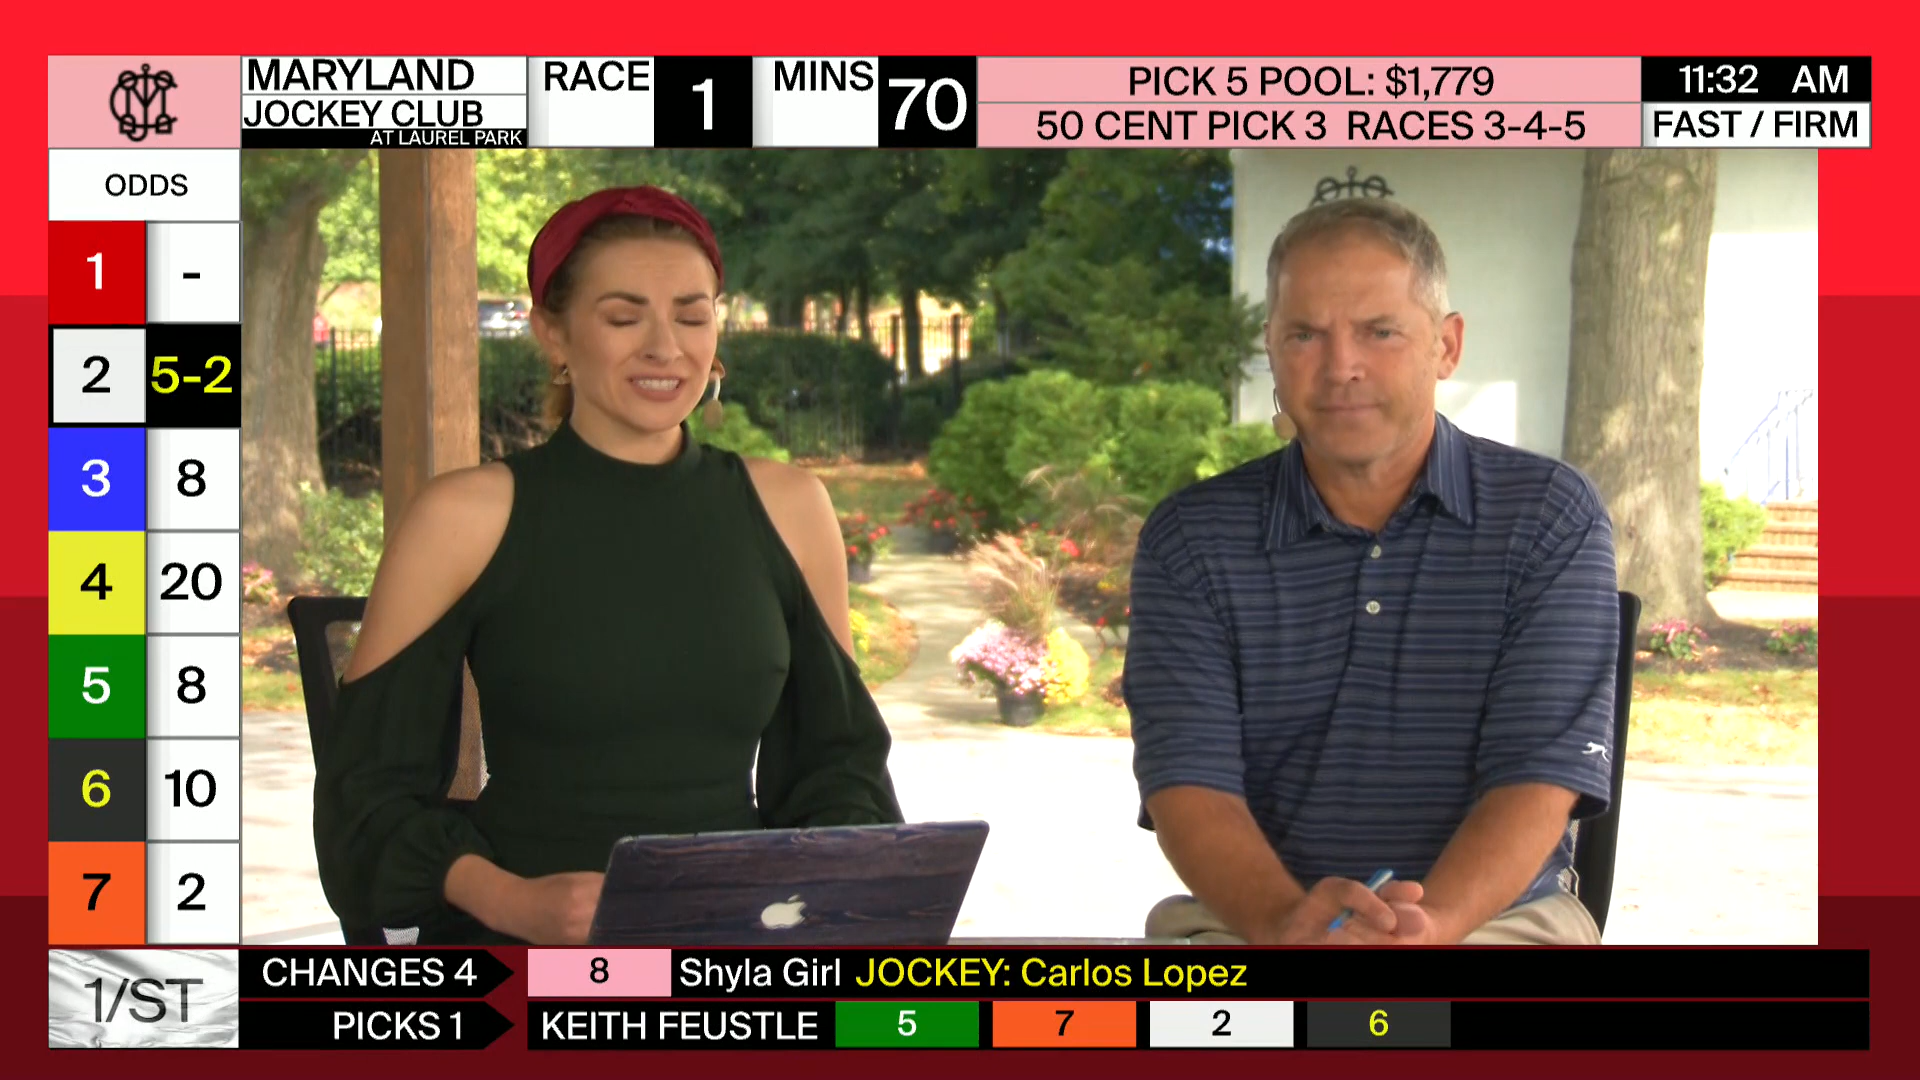 MARYLAND
JOCKEY CLUB
AT LAUREL PARK
RACE 1
MINS 70
PICK 5 POOL: $1,779
50 CENT PICK 3 RACES 3-4-5
11:32 AM
FAST / FIRM
ODDS
1 -
2 5-2
3 8
4 20
5 8
6 10
7 2
1/ST
CHANGES 4 8 Shyla Girl JOCKEY: Carlos Lopez
PICKS 1 KEITH FEUSTLE 5 7 2 6